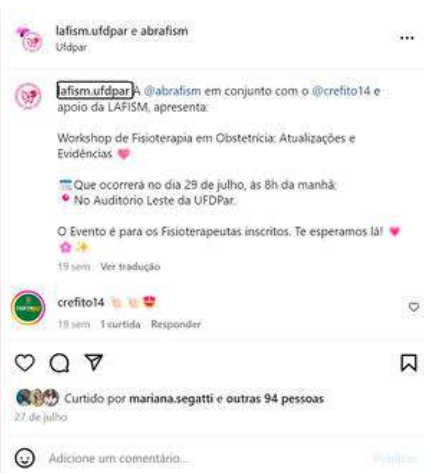 lafism.ufdpar e abrafism
Ufdpar
lafism.ufdpar A @abrafism em conjunto com o @crefito14 e
apoio da LAFISM, apresenta:
Workshop de Fisioterapia em Obstetrícia: Atualizações e
Evidências 💗
🗓️Que ocorrerá no dia 29 de julho, às 8h da manhã;
📍 No Auditório Leste da UFDPar.
O Evento é para os Fisioterapeutas inscritos. Te esperamos lá! 💗
🌸✨
19 sem Ver tradução
crefito14 👏🏻👏🏻😍
19 sem 1 curtida Responder
Curtido por mariana.segatti e outras 94 pessoas
27 de julho
Adicione um comentário... Publicar